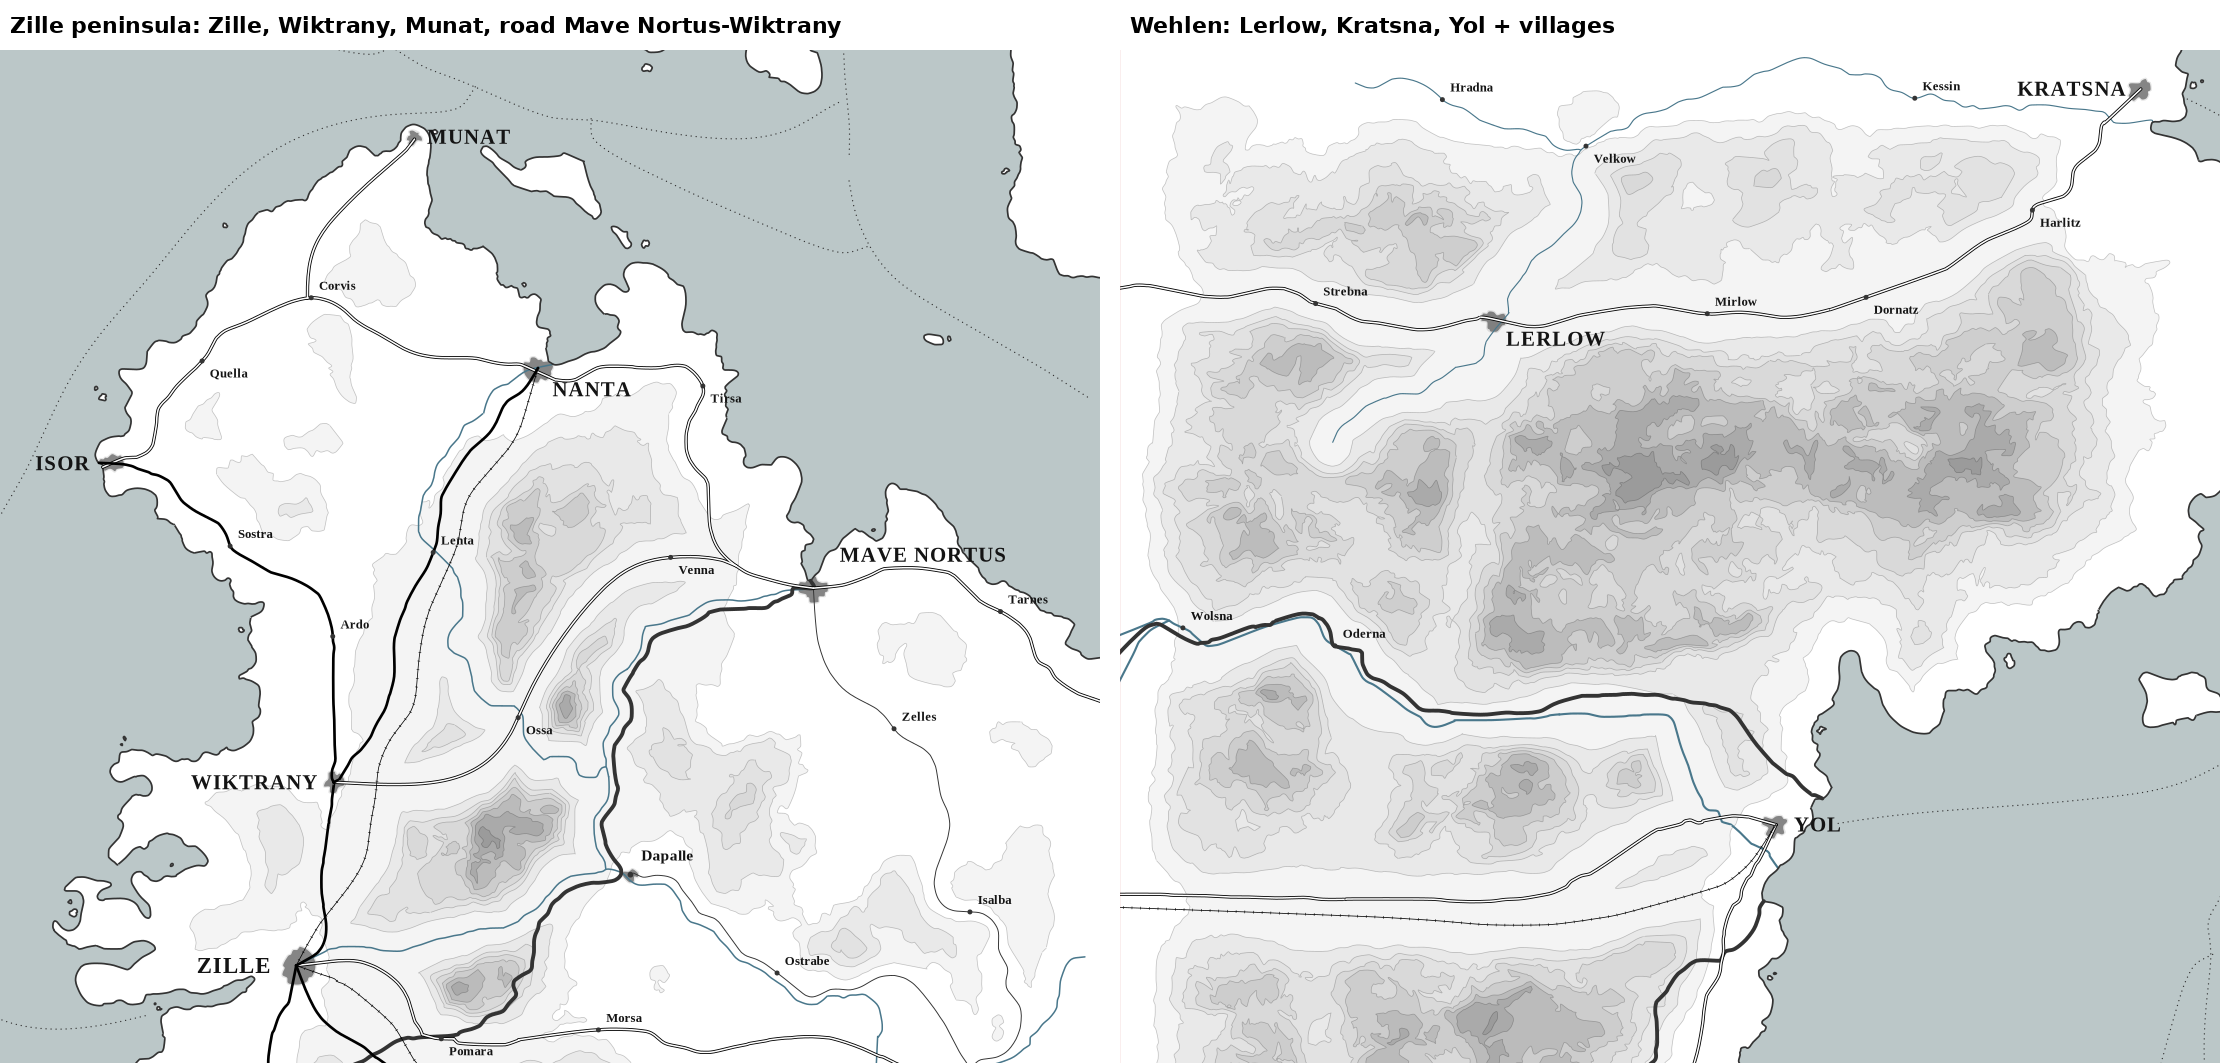 Zille peninsula: Zille, Wiktrany, Munat, road Mave Nortus-Wiktrany
MUNAT
Corvis
Quella
NANTA
Tirsa
ISOR
Sostra
Lenta
Venna
MAVE NORTUS
Tarnes
Ardo
Zelles
Ossa
WIKTRANY
Dapalle
Isalba
ZILLE
Ostrabe
Morsa
Pomara
Wehlen: Lerlow, Kratsna, Yol + villages
Hradna
Kessin
KRATSNA
Velkow
Harlitz
Strebna
Mirlow
Dornatz
LERLOW
Wolsna
Oderna
YOL